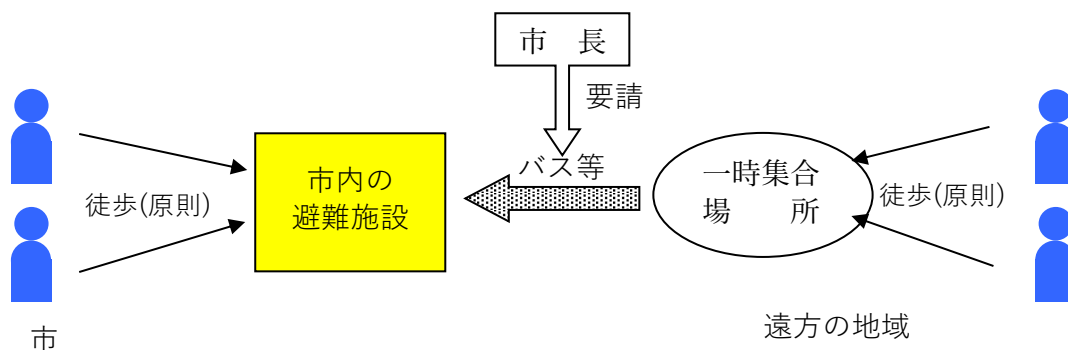 市　長
要請
バス等
市内の
避難施設
一時集合
場　　所
徒歩(原則)
徒歩(原則)
市
遠方の地域